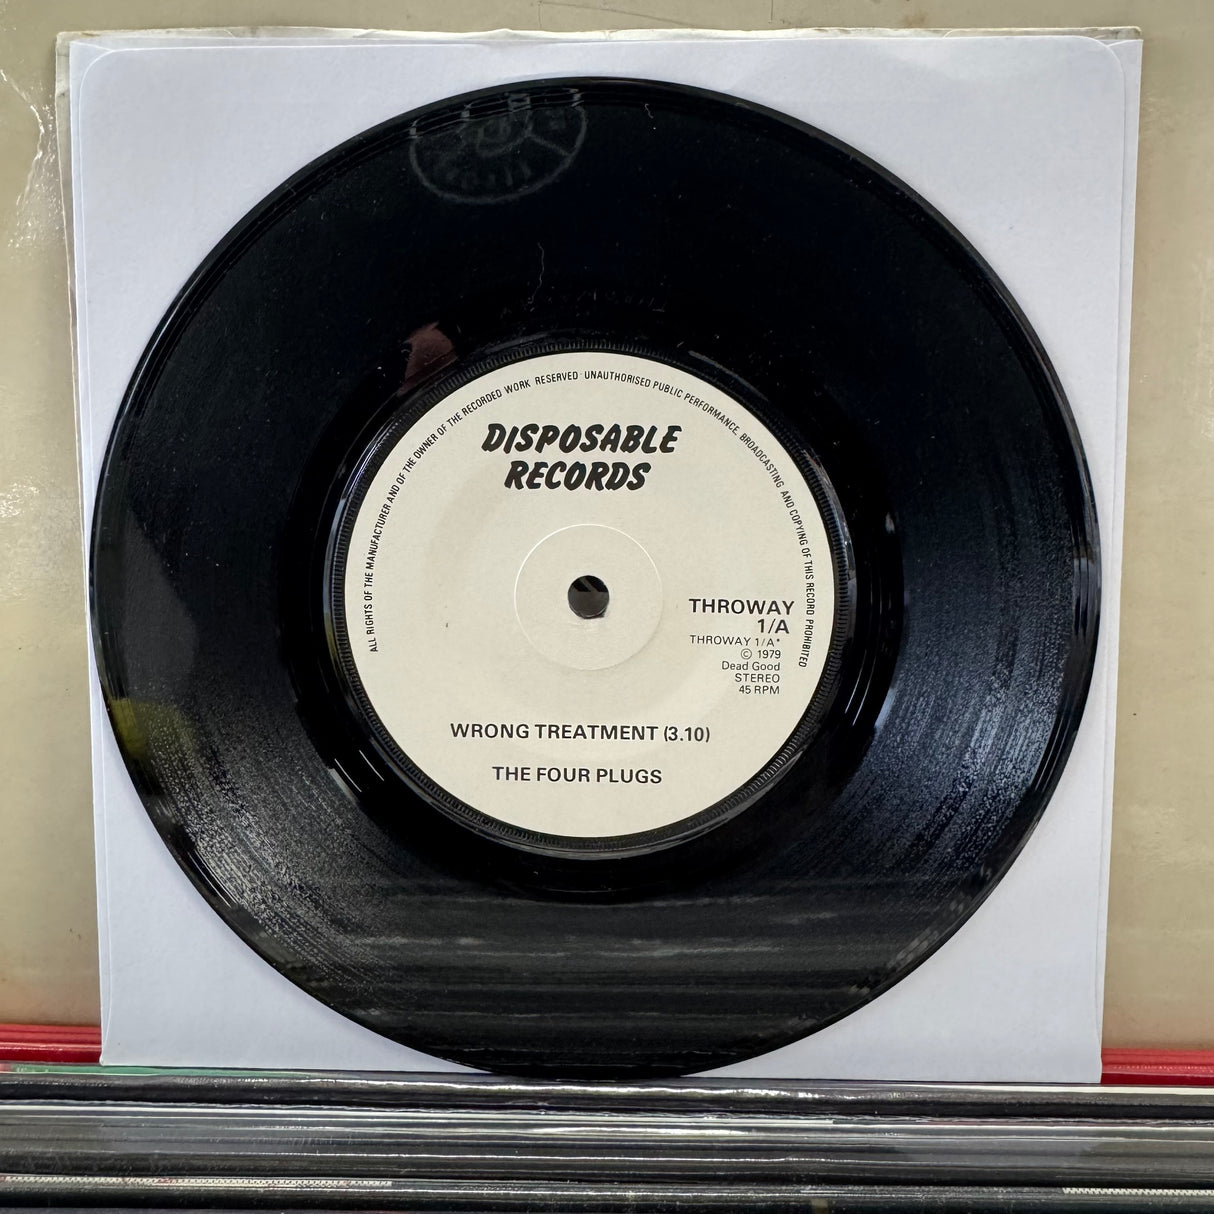 ALL RIGHTS OF THE MANUFACTURER AND OF THE OWNER OF THE RECORDED WORK RESERVED · UNAUTHORISED PUBLIC PERFORMANCE. BROADCASTING AND COPYING OF THIS RECORD PROHIBITED
DISPOSABLE
RECORDS
THROWAY
1/A
THROWAY 1/A*
© 1979
Dead Good
STEREO
45 RPM
WRONG TREATMENT (3.10)
THE FOUR PLUGS